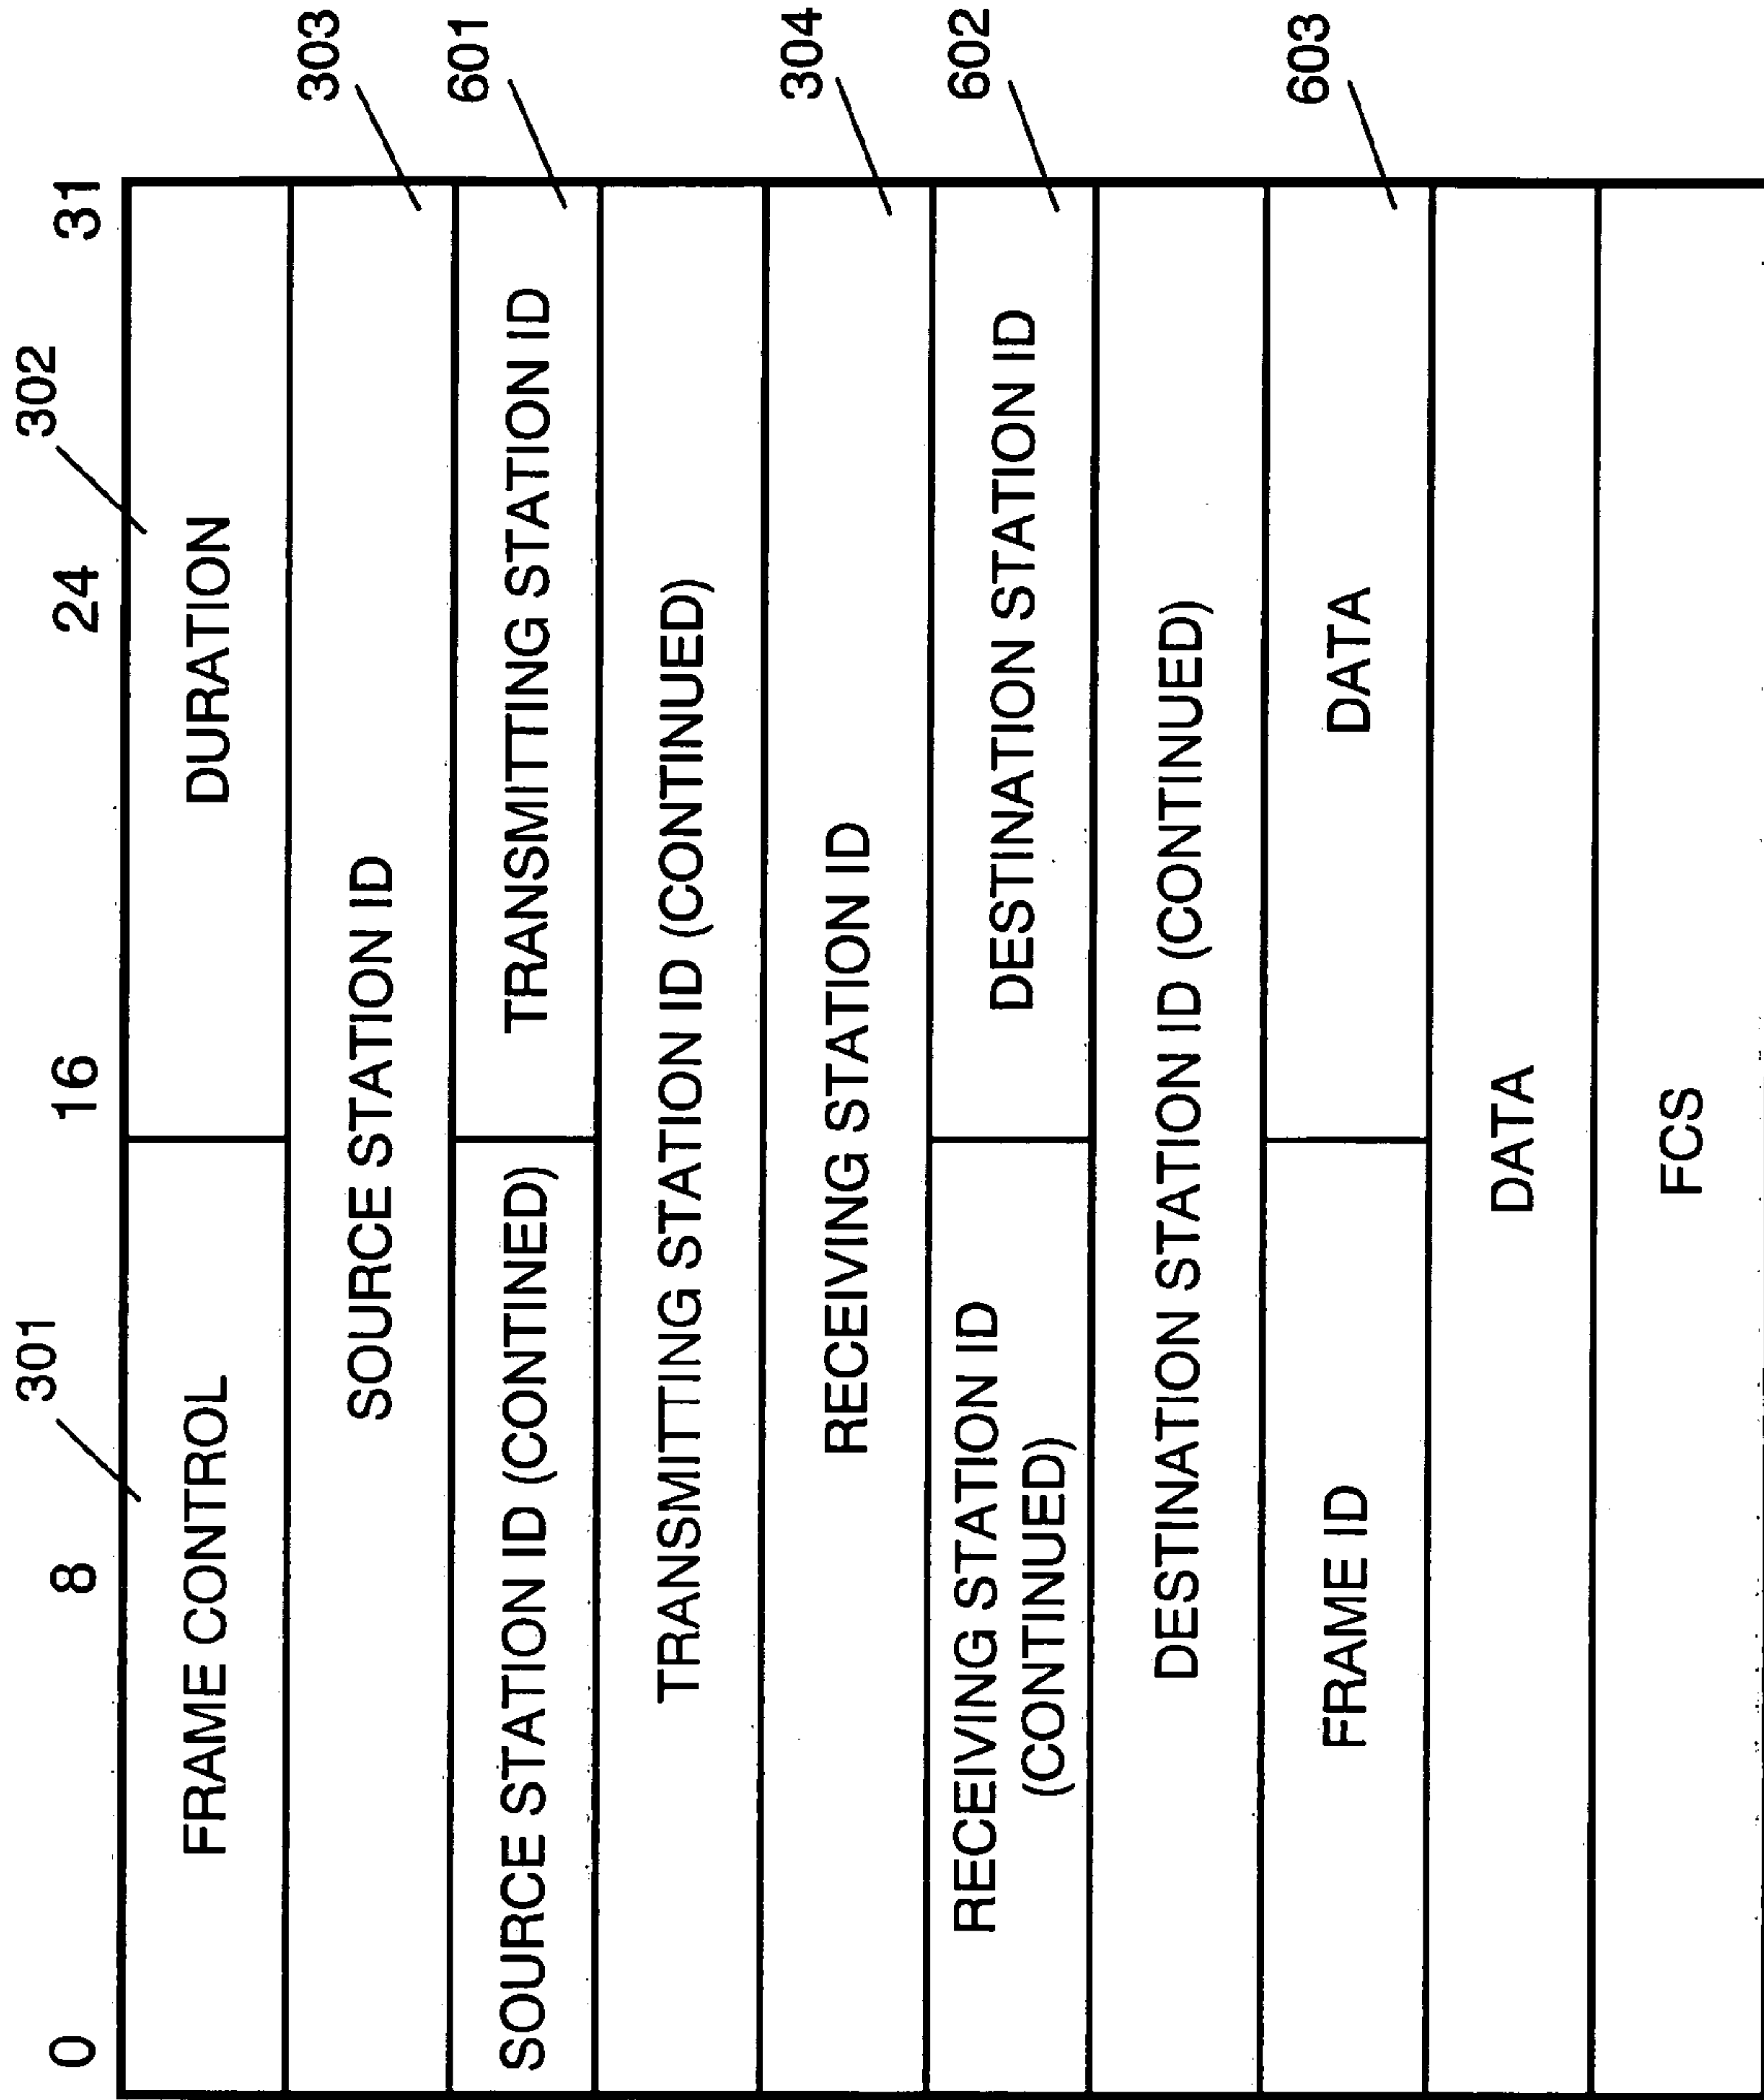 301
302
0 8 16 24 31
FRAME CONTROL DURATION
303
SOURCE STATION ID
601
SOURCE STATION ID (CONTINED) TRANSMITTING STATION ID
TRANSMITTING STATION ID (CONTINUED)
304
RECEIVING STATION ID
602
RECEIVING STATION ID
(CONTINUED)
DESTINATION STATION ID
DESTINATION STATION ID (CONTINUED)
603
FRAME ID DATA
DATA
FCS